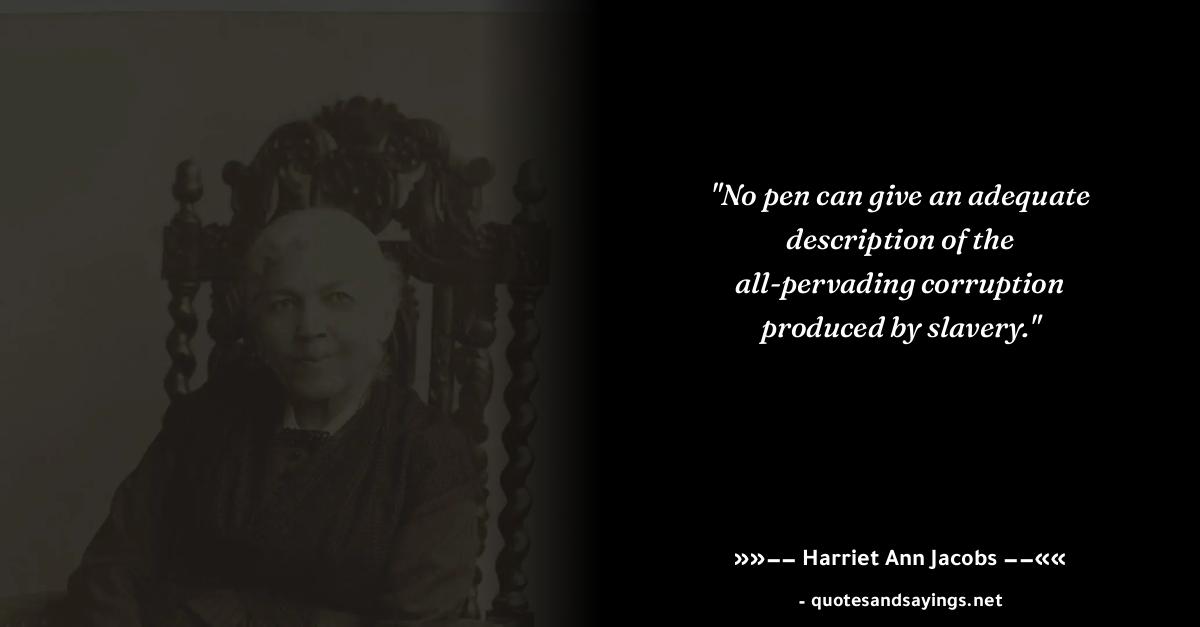 "No pen can give an adequate
description of the
all-pervading corruption
produced by slavery."
»»–– Harriet Ann Jacobs ––««
- quotesandsayings.net